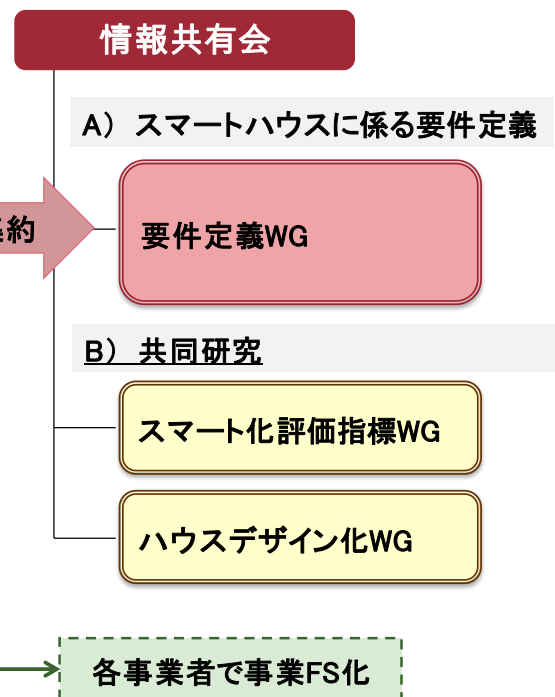 情報共有会
A） スマートハウスに係る要件定義
約
要件定義WG
B） 共同研究
スマート化評価指標WG
ハウスデザイン化WG
各事業者で事業FS化